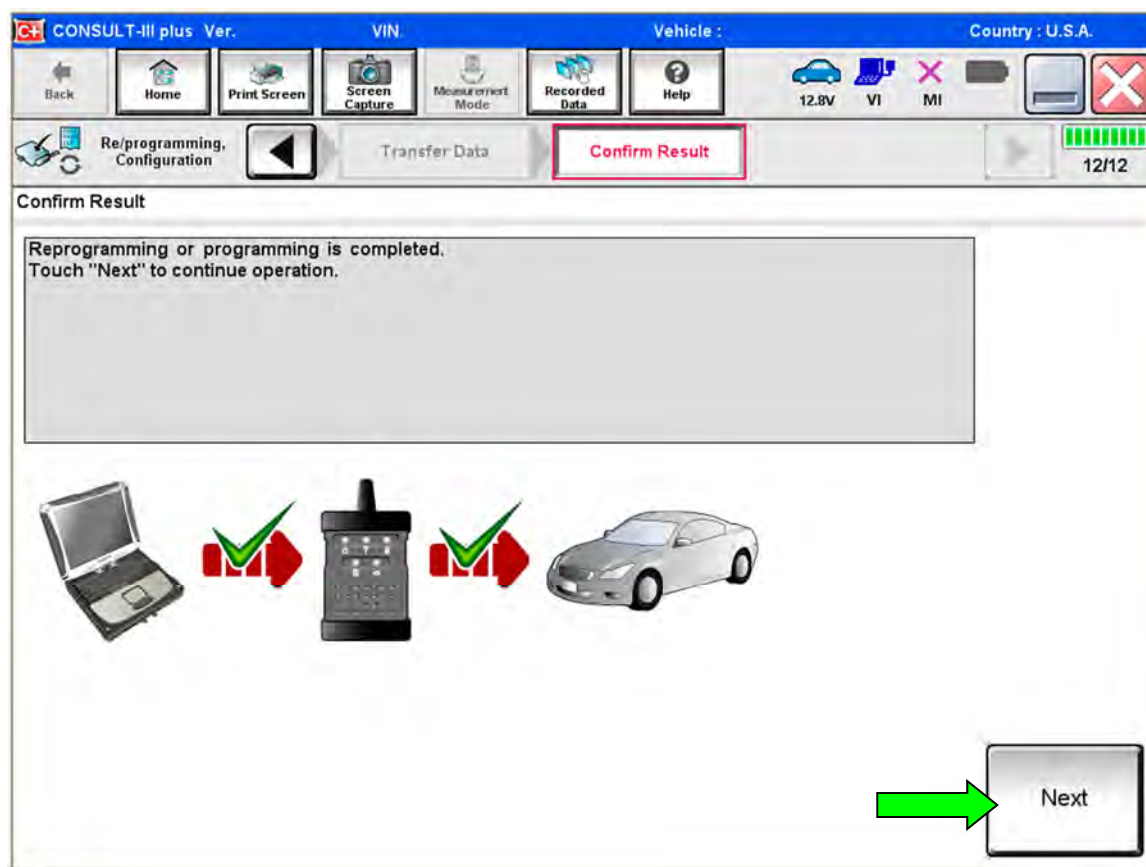 C+ CONSULT-III plus Ver. VIN Vehicle : Country : U.S.A.
Back
Home
Print Screen
Screen
Capture
Measurement
Mode
Recorded
Data
Help
12.8V
VI
MI
Re/programming,
Configuration
Transfer Data
Confirm Result
12/12
Confirm Result
Reprogramming or programming is completed.
Touch "Next" to continue operation.
Next